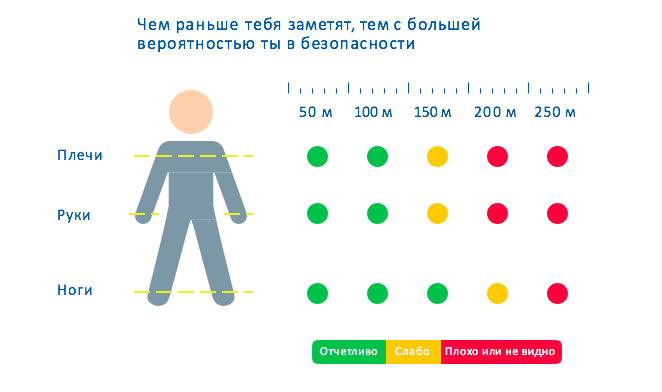 Чем раньше тебя заметят, тем с большей
вероятностью ты в безопасности
50 м 100 м 150 м 200 м 250 м
Плечи
Руки
Ноги
Отчетливо Слабо Плохо или не видно